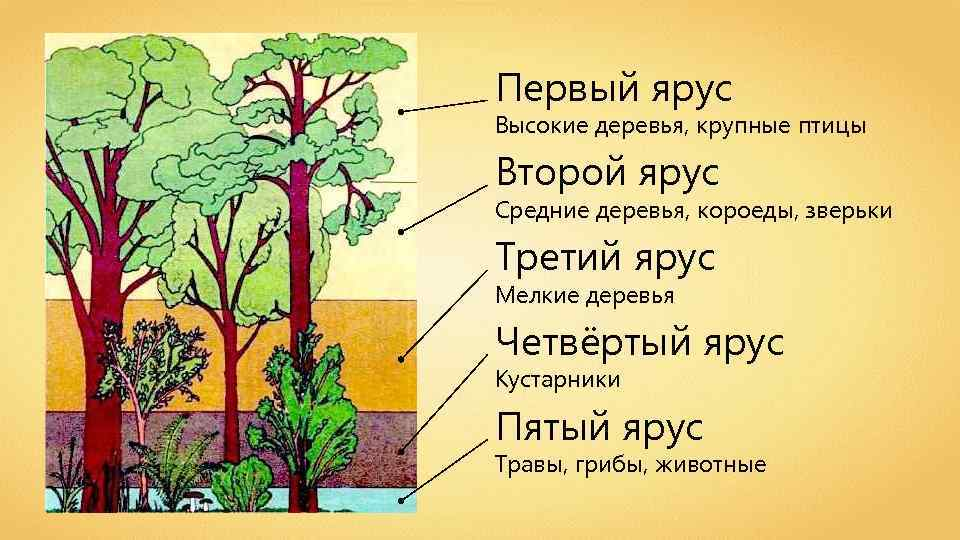 Первый ярус
Высокие деревья, крупные птицы
Второй ярус
Средние деревья, короеды, зверьки
Третий ярус
Мелкие деревья
Четвёртый ярус
Кустарники
Пятый ярус
Травы, грибы, животные